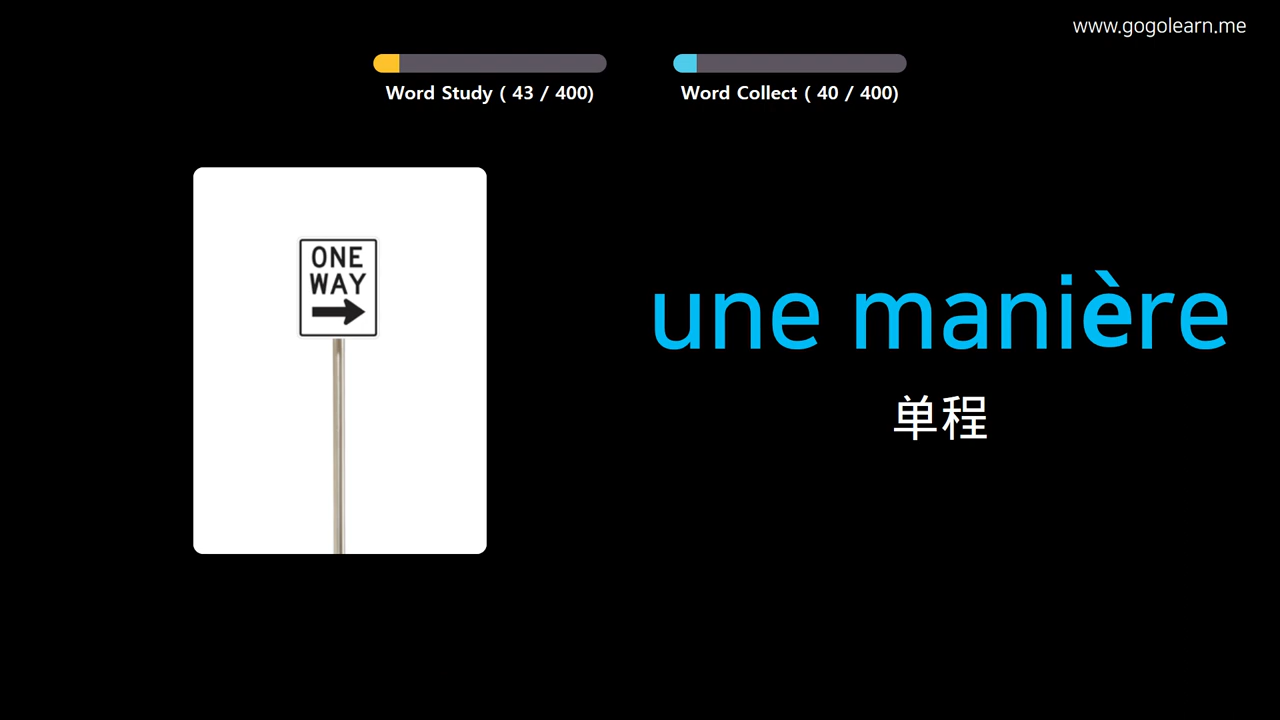 www.gogolearn.me
Word Study ( 43 / 400)
Word Collect ( 40 / 400)
ONE
WAY
une manière
单程